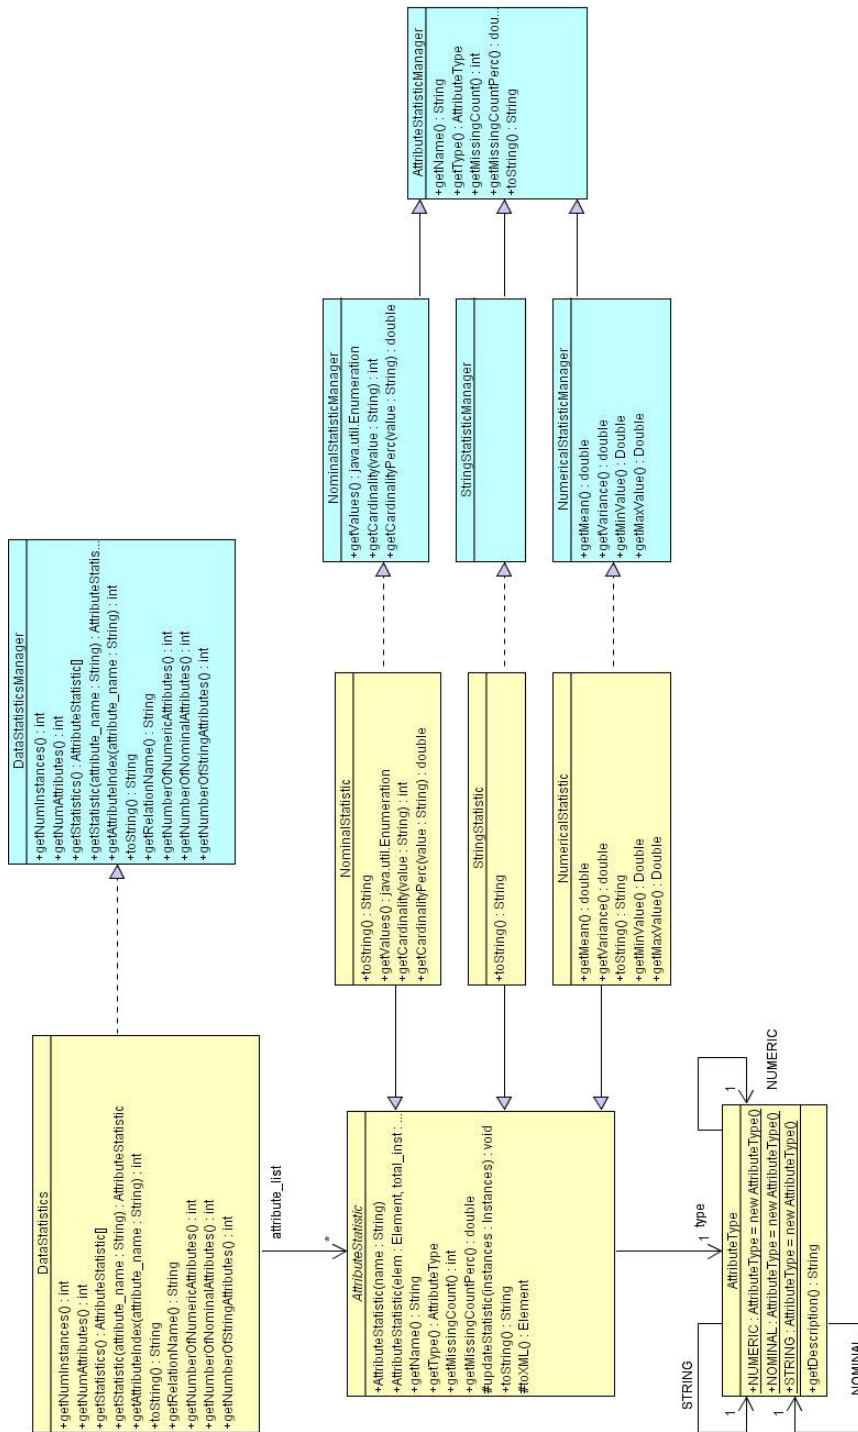 DataStatistics
+getNumInstances() : int
+getNumAttributes() : int
+getStatistics() : AttributeStatistic[]
+getStatistic(attribute_name : String) : AttributeStatistic
+getAttributeIndex(attribute_name : String) : int
+toString() : String
+getRelationName() : String
+getNumberOfNumericAttributes() : int
+getNumberOfNominalAttributes() : int
+getNumberOfStringAttributes() : int
DataStatisticsManager
+getNumInstances() : int
+getNumAttributes() : int
+getStatistics() : AttributeStatistic[]
+getStatistic(attribute_name : String) : AttributeStatis...
+getAttributeIndex(attribute_name : String) : int
+toString() : String
+getRelationName() : String
+getNumberOfNumericAttributes() : int
+getNumberOfNominalAttributes() : int
+getNumberOfStringAttributes() : int
attribute_list
*
AttributeStatistic
+AttributeStatistic(name : String)
+AttributeStatistic(elem : Element, total_inst : ...
+getName() : String
+getType() : AttributeType
+getMissingCount() : int
+getMissingCountPerc() : double
#updateStatistic(instances : Instances) : void
+toString() : String
#toXML() : Element
NominalStatistic
+toString() : String
+getValues() : java.util.Enumeration
+getCardinality(value : String) : int
+getCardinalityPerc(value : String) : double
NominalStatisticManager
+getValues() : java.util.Enumeration
+getCardinality(value : String) : int
+getCardinalityPerc(value : String) : double
AttributeStatisticManager
+getName() : String
+getType() : AttributeType
+getMissingCount() : int
+getMissingCountPerc() : dou...
+toString() : String
StringStatistic
+toString() : String
StringStatisticManager
NumericalStatistic
+getMean() : double
+getVariance() : double
+toString() : String
+getMinValue() : Double
+getMaxValue() : Double
NumericalStatisticManager
+getMean() : double
+getVariance() : double
+getMinValue() : Double
+getMaxValue() : Double
1 type
STRING
1
AttributeType
+NUMERIC : AttributeType = new AttributeType()
+NOMINAL : AttributeType = new AttributeType()
+STRING : AttributeType = new AttributeType()
+getDescription() : String
1
NUMERIC
1
NOMINAL